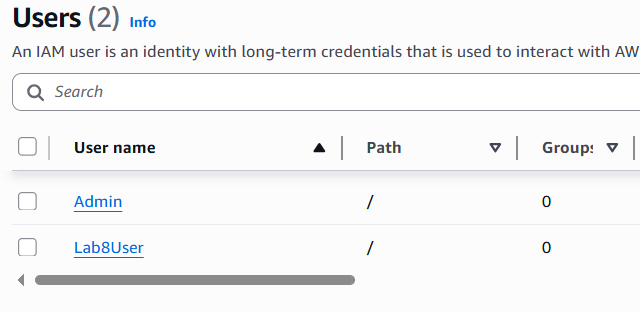 Users (2) Info
An IAM user is an identity with long-term credentials that is used to interact with AW
Search
User name Path Groups
Admin / 0
Lab8User / 0